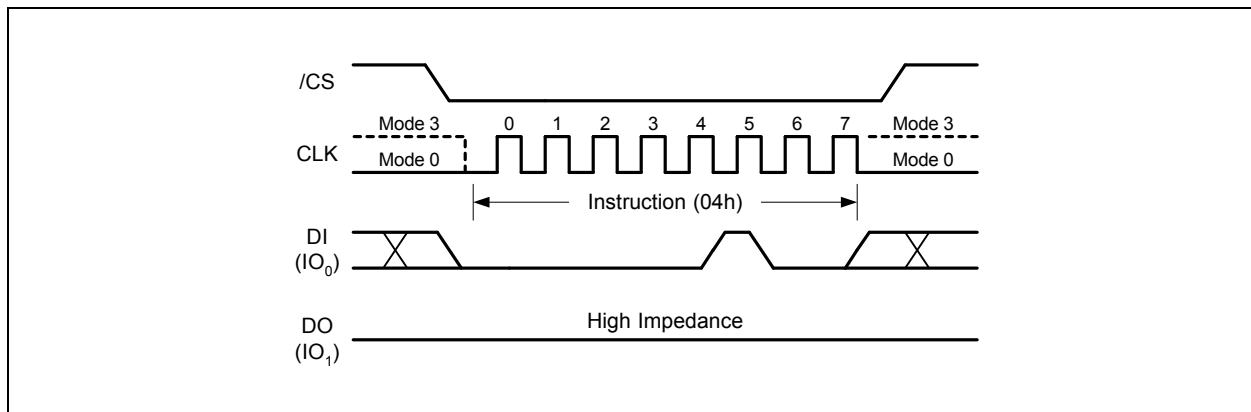 /CS
Mode 3 0 1 2 3 4 5 6 7 Mode 3
CLK
Mode 0 Mode 0
Instruction (04h)
DI
(IO0)
High Impedance
DO
(IO1)